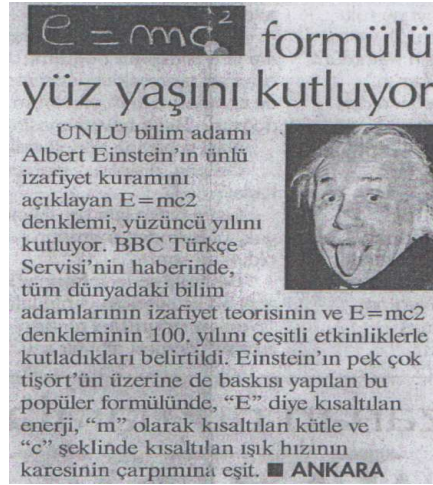 e=mc² formülü
yüz yaşını kutluyor
ÜNLÜ bilim adamı
Albert Einstein'ın ünlü
izafiyet kuramını
açıklayan E=mc2
denklemi, yüzüncü yılını
kutluyor. BBC Türkçe
Servisi'nin haberinde,
tüm dünyadaki bilim
adamlarının izafiyet teorisinin ve E=mc2
denkleminin 100. yılını çeşitli etkinliklerle
kutladıkları belirtildi. Einstein'ın pek çok
tişört'ün üzerine de baskısı yapılan bu
popüler formülünde, "E" diye kısaltılan
enerji, "m" olarak kısaltılan kütle ve
"c" şeklinde kısaltılan ışık hızının
karesinin çarpımına eşit. ■ ANKARA